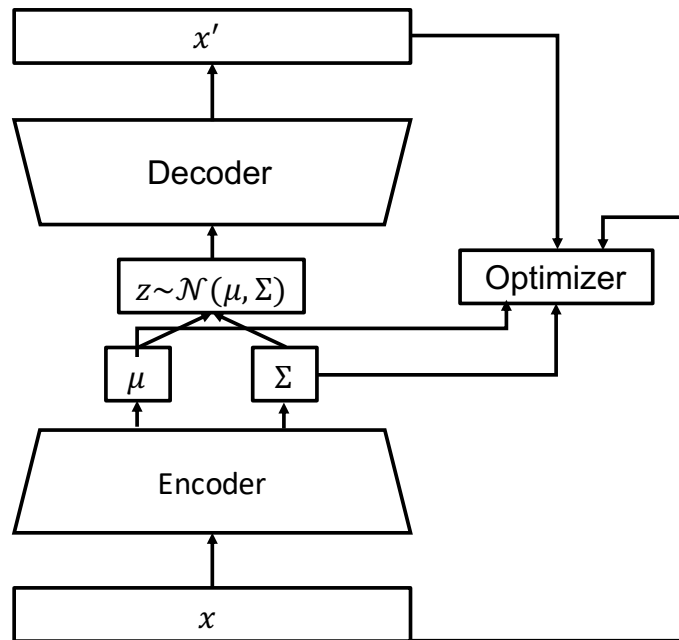 x′
Decoder
z~𝒩(μ, Σ)
Optimizer
μ
Σ
Encoder
x